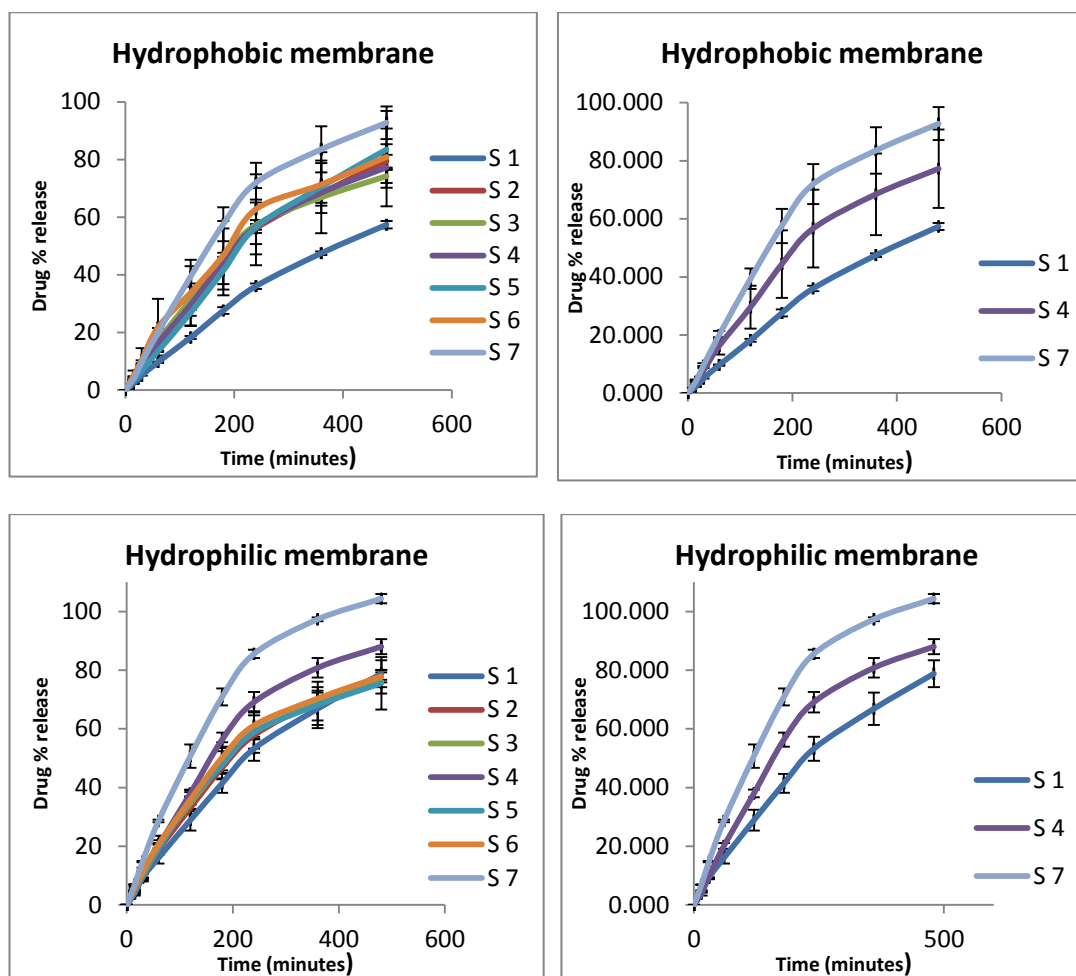 Hydrophobic membrane
Drug % release
100
80
60
40
20
0
0 200 400 600
Time (minutes)
S 1
S 2
S 3
S 4
S 5
S 6
S 7
Hydrophobic membrane
Drug % release
100.000
80.000
60.000
40.000
20.000
0.000
0 200 400 600
Time (minutes)
S 1
S 4
S 7
Hydrophilic membrane
Drug % release
100
80
60
40
20
0
0 200 400 600
Time (minutes)
S 1
S 2
S 3
S 4
S 5
S 6
S 7
Hydrophilic membrane
Drug % release
100.000
80.000
60.000
40.000
20.000
0.000
0 500
Time (minutes)
S 1
S 4
S 7